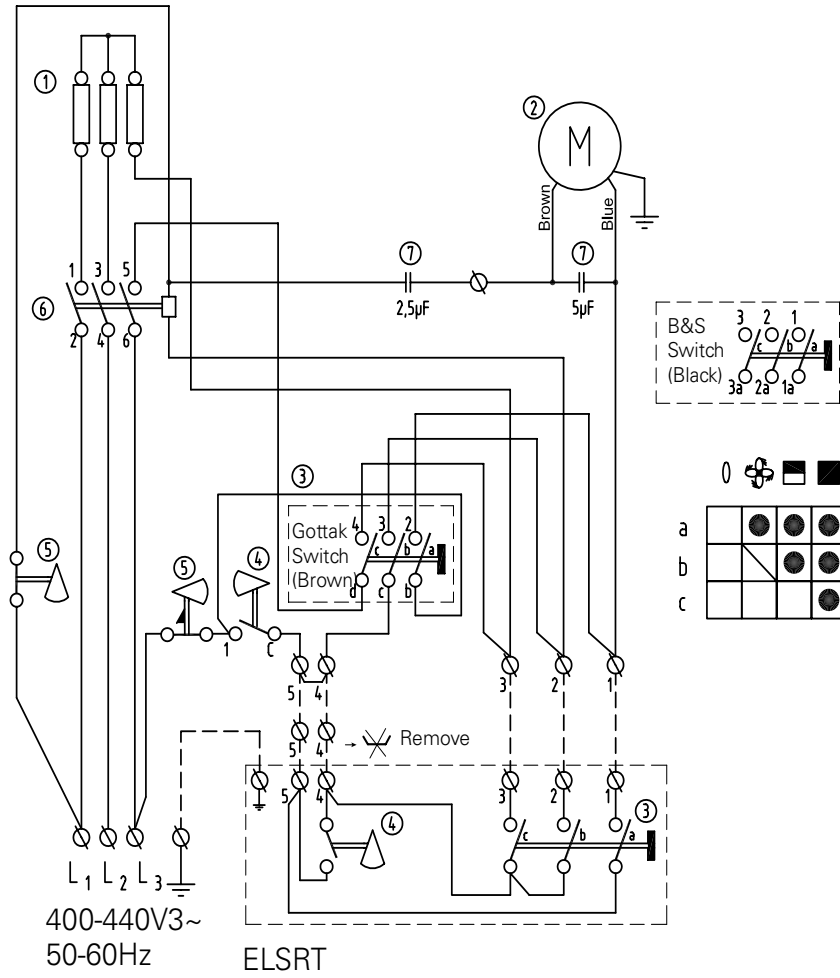 1
2
M
Brown
Blue
7
7
2,5µF
5µF
1 3 5
6
2 4 6
B&S
Switch
(Black)
3 2 1
c b a
3a 2a 1a
3
Gottak
Switch
(Brown)
4 3 2
c b a
d c b
a
b
c
5
5
4
1 C
5 4 3 2 1
5 4 → Remove
5 4 3 2 1
4
3
c b a
L1 L2 L3
400-440V3~
50-60Hz
ELSRT